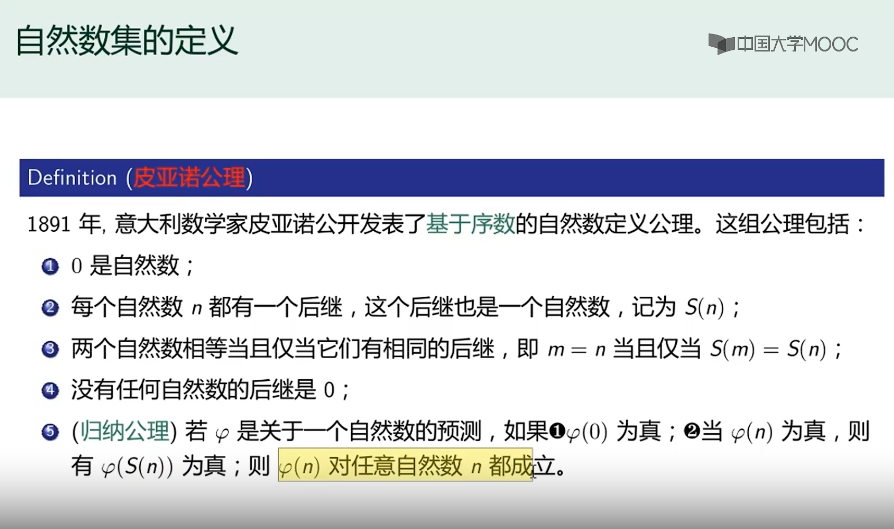 自然数集的定义
中国大学MOOC
Definition (皮亚诺公理)
1891 年, 意大利数学家皮亚诺公开发表了基于序数的自然数定义公理。这组公理包括：
1 0 是自然数；
2 每个自然数 n 都有一个后继，这个后继也是一个自然数，记为 S(n)；
3 两个自然数相等当且仅当它们有相同的后继，即 m = n 当且仅当 S(m) = S(n)；
4 没有任何自然数的后继是 0；
5 (归纳公理) 若 φ 是关于一个自然数的预测，如果❶φ(0) 为真；❷当 φ(n) 为真，则
有 φ(S(n)) 为真；则 φ(n) 对任意自然数 n 都成立。